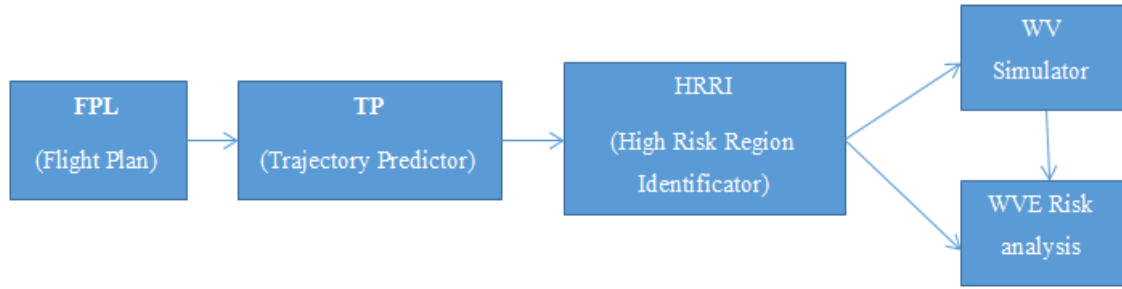 FPL
(Flight Plan)
TP
(Trajectory Predictor)
HRRI
(High Risk Region
Identificator)
WV
Simulator
WVE Risk
analysis